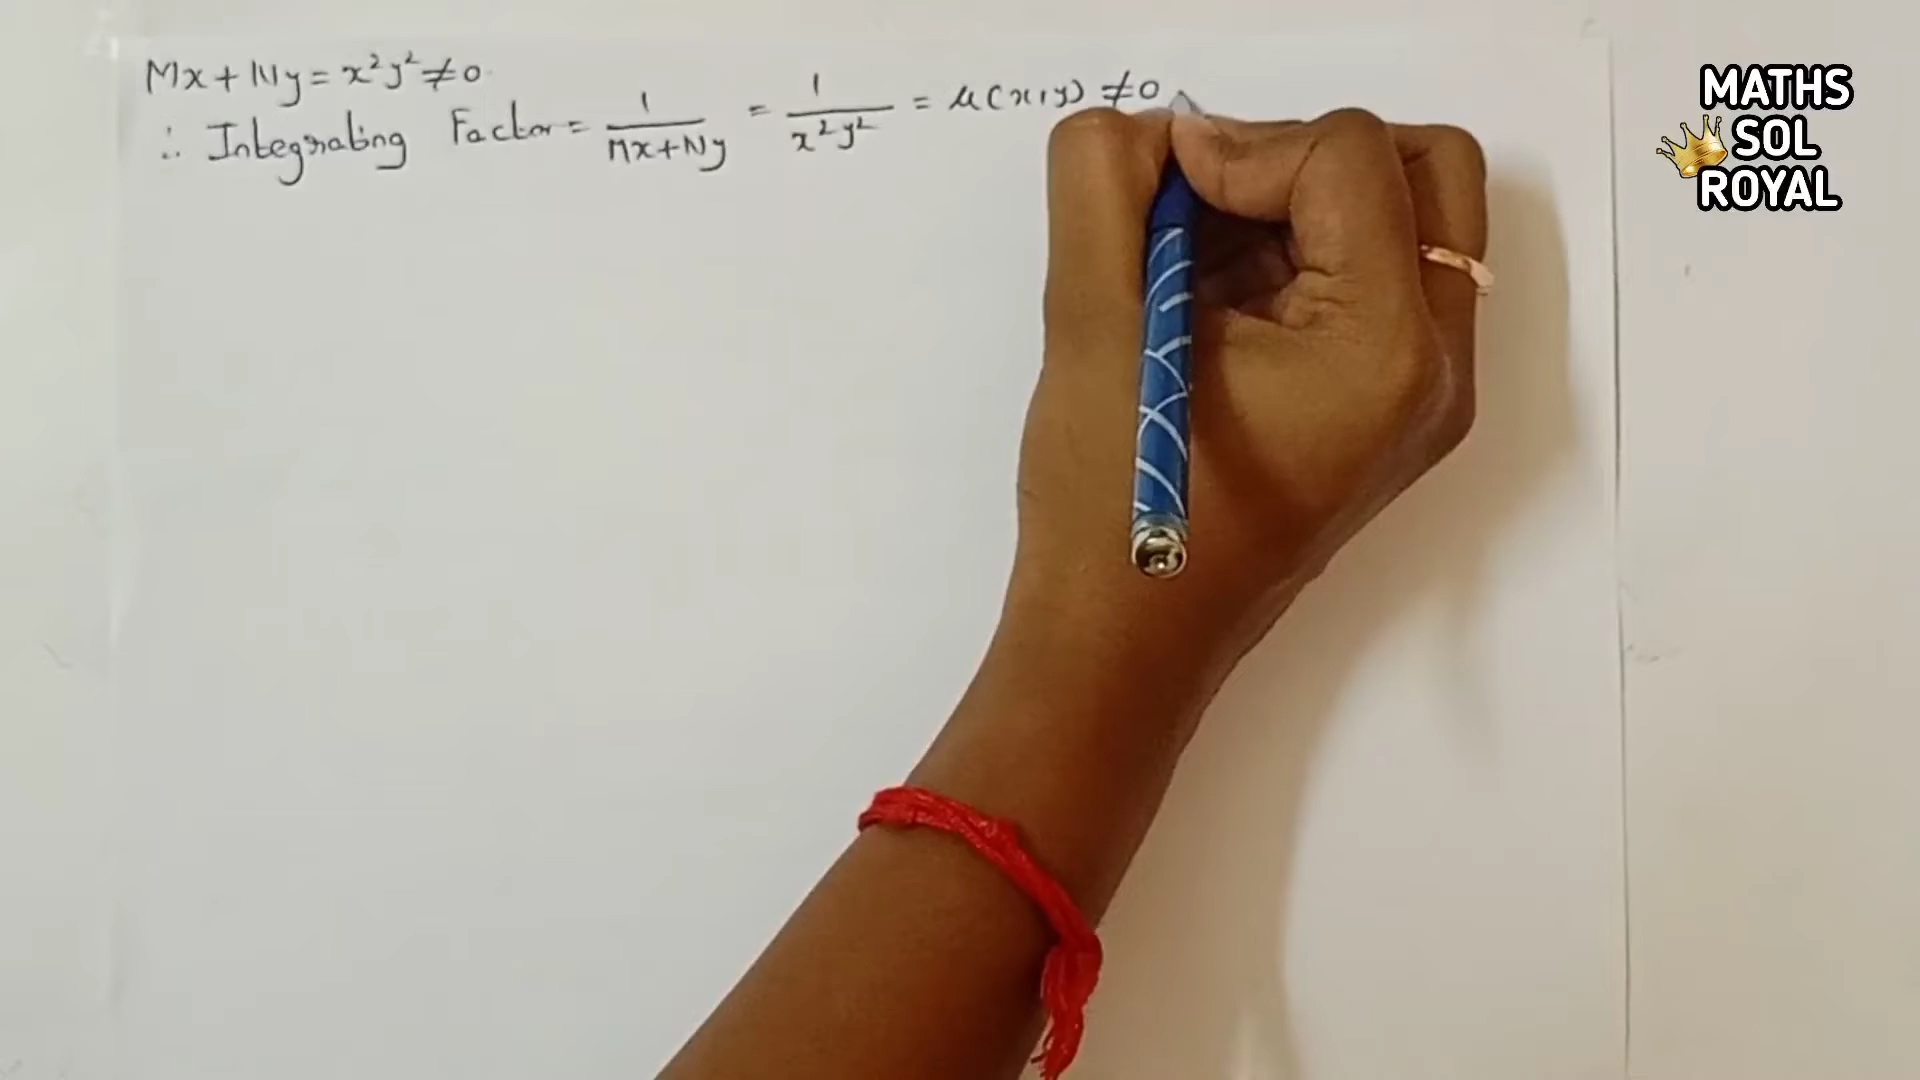 Mx + Ny = x²y² ≠ 0
∴ Integrating Factor = 1/(Mx+Ny) = 1/(x²y²) = μ(x,y) ≠ 0
MATHS
SOL
ROYAL